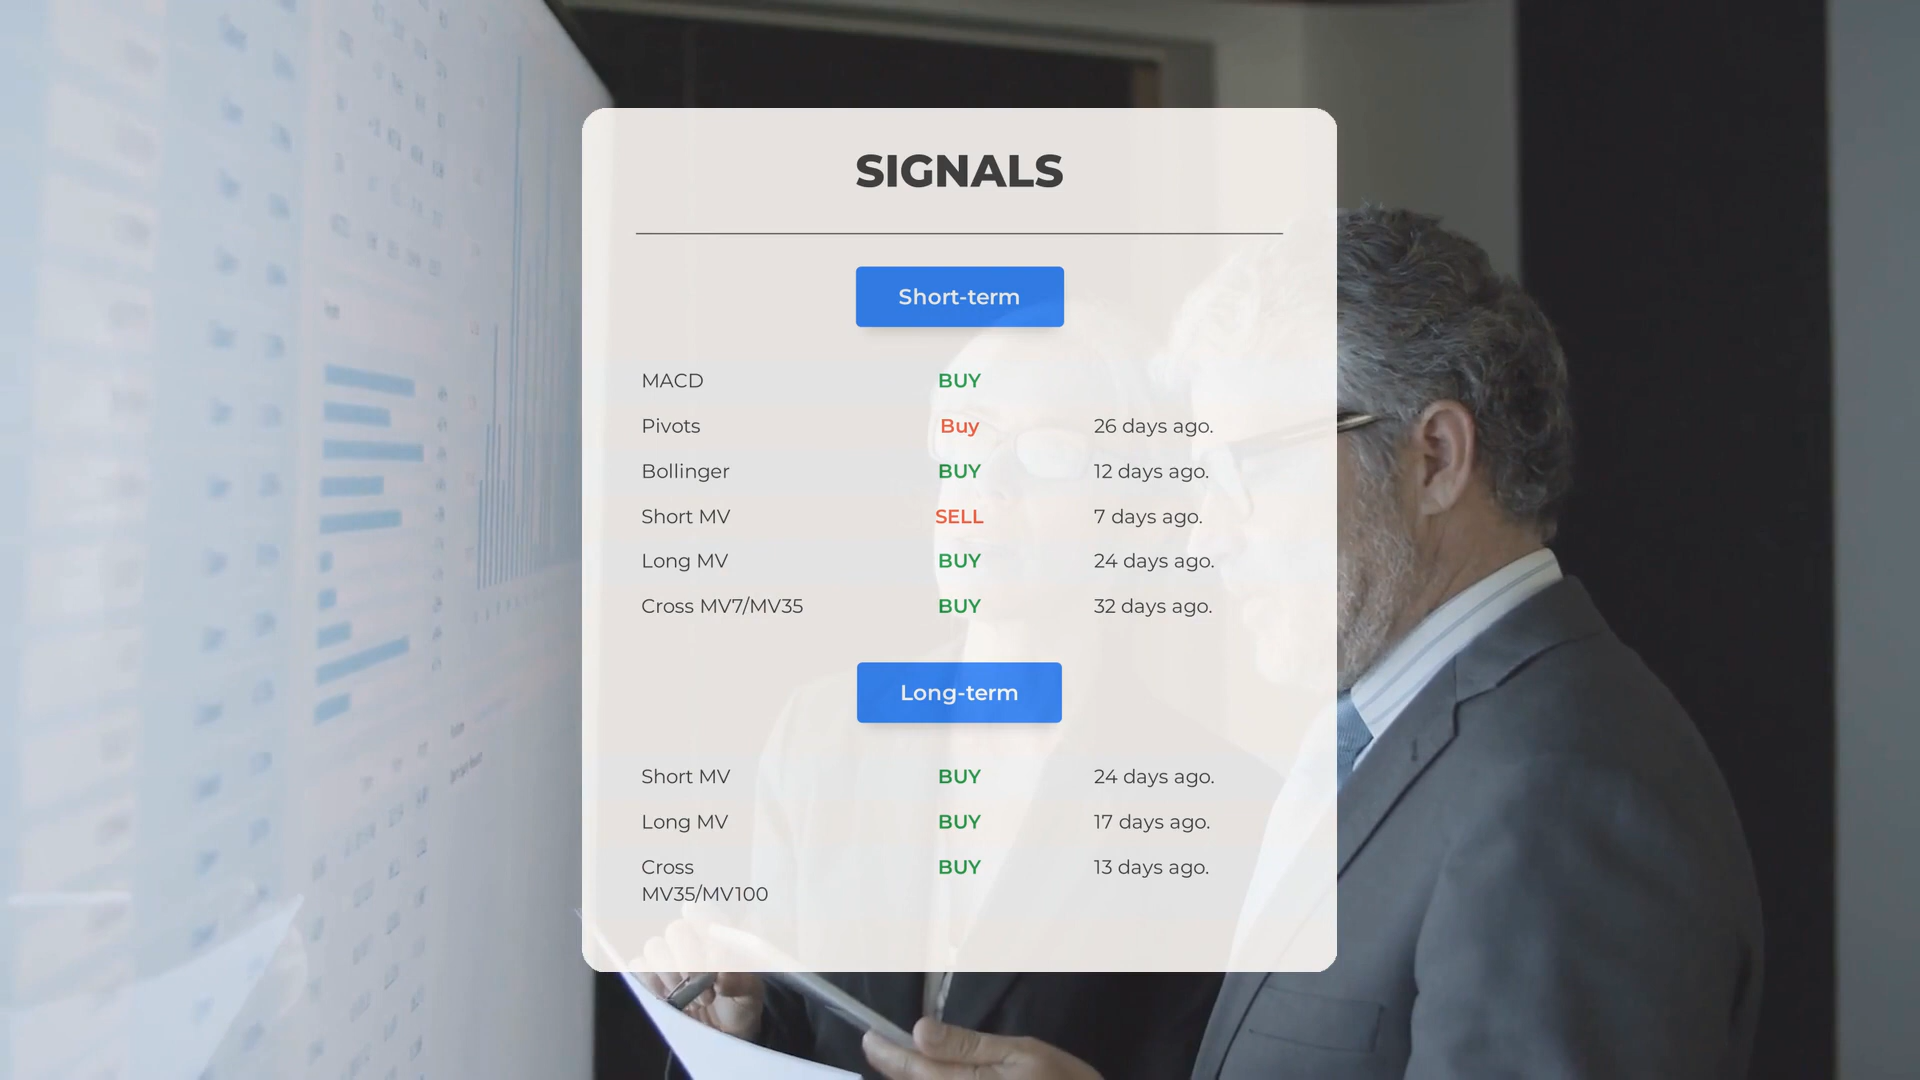 SIGNALS
Short-term
MACD BUY
Pivots Buy 26 days ago.
Bollinger BUY 12 days ago.
Short MV SELL 7 days ago.
Long MV BUY 24 days ago.
Cross MV7/MV35 BUY 32 days ago.
Long-term
Short MV BUY 24 days ago.
Long MV BUY 17 days ago.
Cross BUY 13 days ago.
MV35/MV100